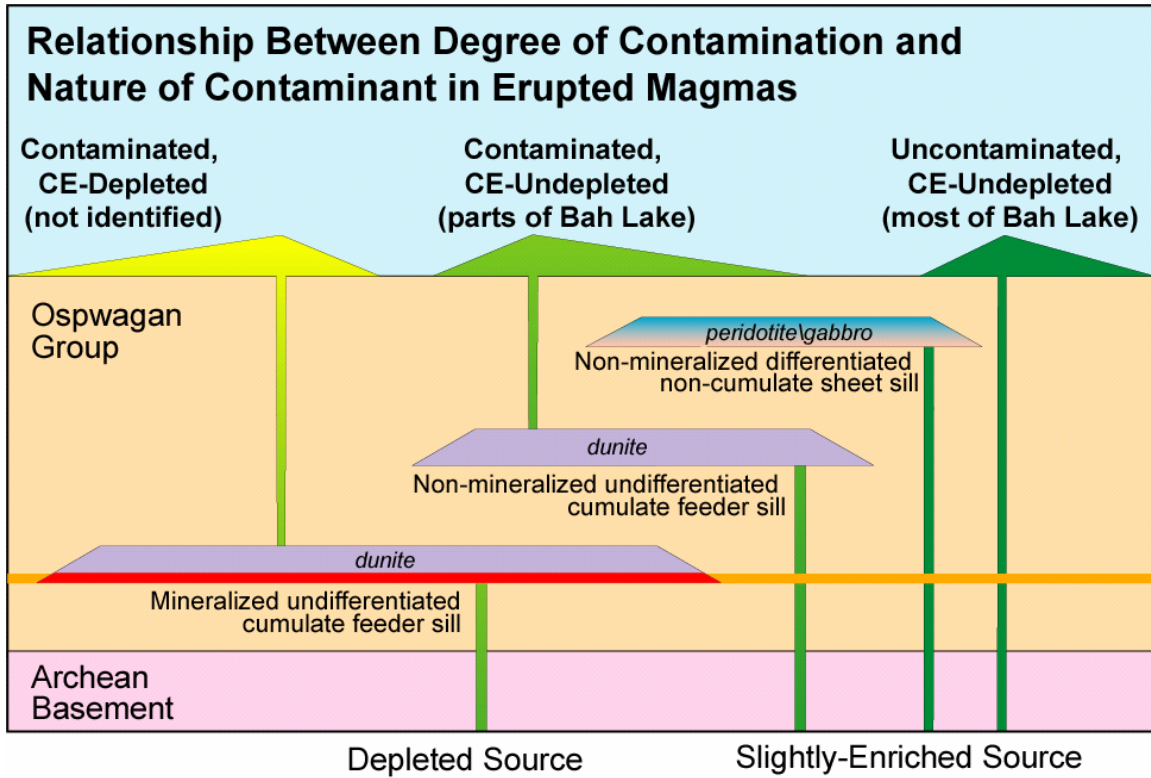 Relationship Between Degree of Contamination and
Nature of Contaminant in Erupted Magmas
Contaminated,
CE-Depleted
(not identified)
Contaminated,
CE-Undepleted
(parts of Bah Lake)
Uncontaminated,
CE-Undepleted
(most of Bah Lake)
Ospwagan
Group
peridotite\gabbro
Non-mineralized differentiated
non-cumulate sheet sill
dunite
Non-mineralized undifferentiated
cumulate feeder sill
dunite
Mineralized undifferentiated
cumulate feeder sill
Archean
Basement
Depleted Source
Slightly-Enriched Source